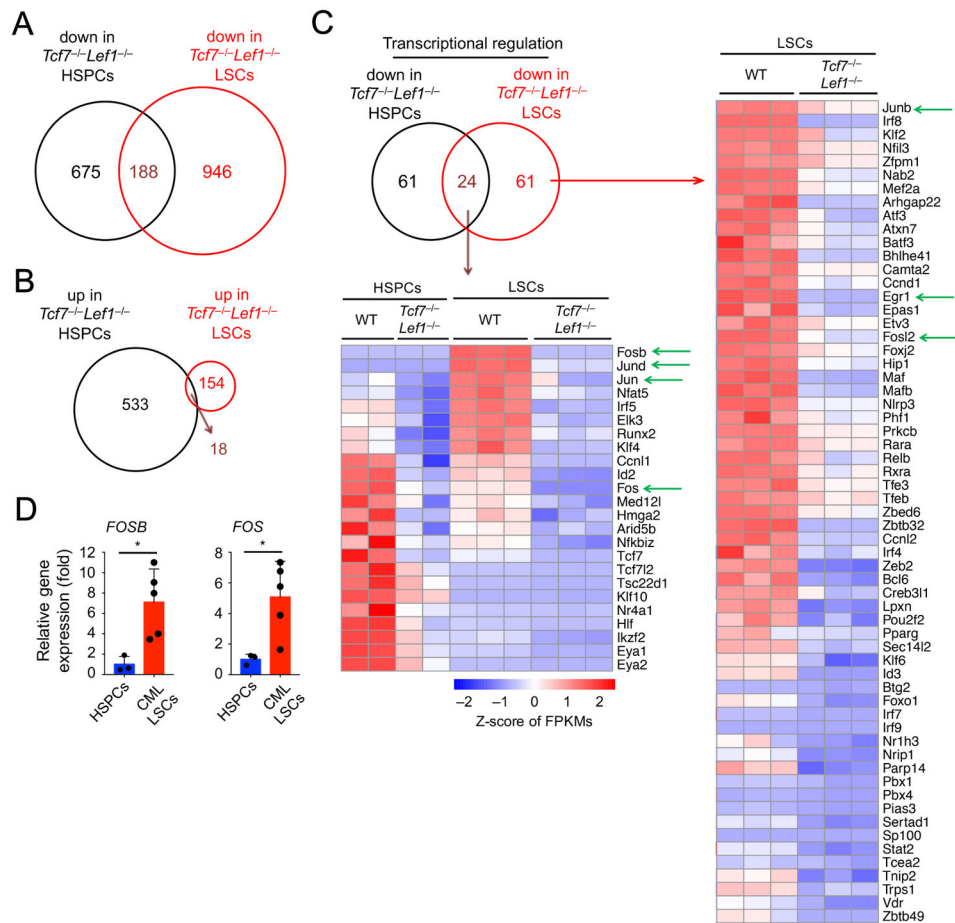 A
down in
Tcf7–/–Lef1–/–
HSPCs
down in
Tcf7–/–Lef1–/–
LSCs
675
188
946
B
up in
Tcf7–/–Lef1–/–
HSPCs
up in
Tcf7–/–Lef1–/–
LSCs
533
154
18
C
Transcriptional regulation
down in
Tcf7–/–Lef1–/–
HSPCs
down in
Tcf7–/–Lef1–/–
LSCs
61
24
61
HSPCs
LSCs
WT
Tcf7–/–
Lef1–/–
WT
Tcf7–/–
Lef1–/–
Fosb
Jund
Jun
Nfat5
Irf5
Elk3
Runx2
Klf4
Ccnl1
Id2
Fos
Med12l
Hmga2
Arid5b
Nfkbiz
Tcf7
Tcf7l2
Tsc22d1
Klf10
Nr4a1
Hlf
Ikzf2
Eya1
Eya2
–2 –1 0 1 2
Z-score of FPKMs
LSCs
WT
Tcf7–/–
Lef1–/–
Junb
Irf8
Klf2
Nfil3
Zfpm1
Nab2
Mef2a
Arhgap22
Atf3
Atxn7
Batf3
Bhlhe41
Camta2
Ccnd1
Egr1
Epas1
Etv3
Fosl2
Foxj2
Hip1
Maf
Mafb
Nlrp3
Phf1
Prkcb
Rara
Relb
Rxra
Tfe3
Tfeb
Zbed6
Zbtb32
Ccnl2
Irf4
Zeb2
Bcl6
Creb3l1
Lpxn
Pou2f2
Pparg
Sec14l2
Klf6
Id3
Btg2
Foxo1
Irf7
Irf9
Nr1h3
Nrip1
Parp14
Pbx1
Pbx4
Pias3
Sertad1
Sp100
Stat2
Tcea2
Tnip2
Trps1
Vdr
Zbtb49
D
Relative gene
expression (fold)
FOSB
*
12
10
8
6
4
2
0
HSPCs
CML
LSCs
FOS
*
8
6
4
2
0
HSPCs
CML
LSCs